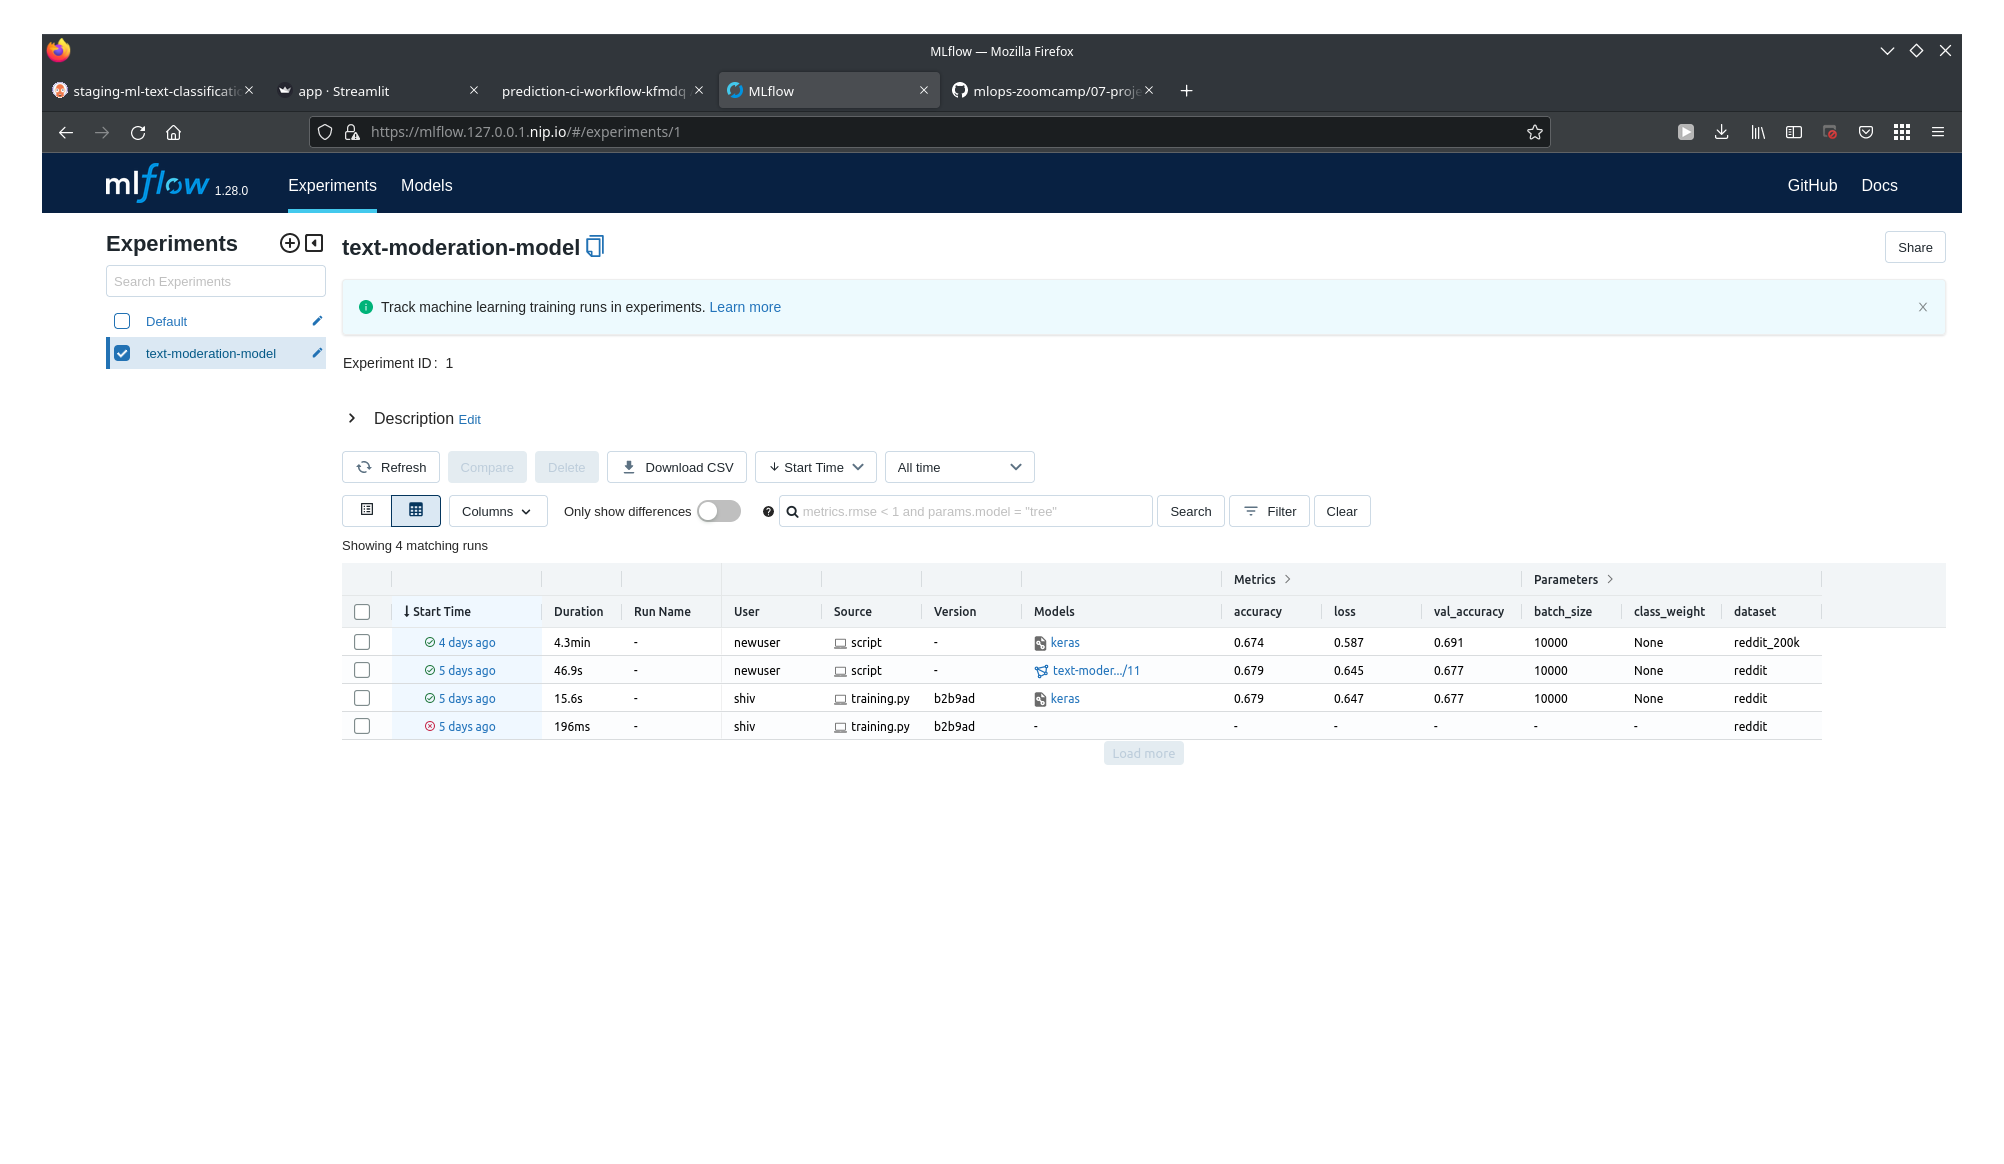 MLflow — Mozilla Firefox
staging-ml-text-classificatio
app · Streamlit
prediction-ci-workflow-kfmdq
MLflow
mlops-zoomcamp/07-proje
https://mlflow.127.0.0.1.nip.io/#/experiments/1
mlflow 1.28.0 Experiments Models GitHub Docs
Experiments
Search Experiments
Default
text-moderation-model
text-moderation-model
Share
Track machine learning training runs in experiments. Learn more
Experiment ID: 1
Description Edit
Refresh Compare Delete Download CSV Start Time All time
Columns Only show differences metrics.rmse < 1 and params.model = "tree" Search Filter Clear
Showing 4 matching runs
Metrics Parameters
Start Time Duration Run Name User Source Version Models accuracy loss val_accuracy batch_size class_weight dataset
4 days ago 4.3min - newuser script - keras 0.674 0.587 0.691 10000 None reddit_200k
5 days ago 46.9s - newuser script - text-moder.../11 0.679 0.645 0.677 10000 None reddit
5 days ago 15.6s - shiv training.py b2b9ad keras 0.679 0.647 0.677 10000 None reddit
5 days ago 196ms - shiv training.py b2b9ad - - - - - - reddit
Load more